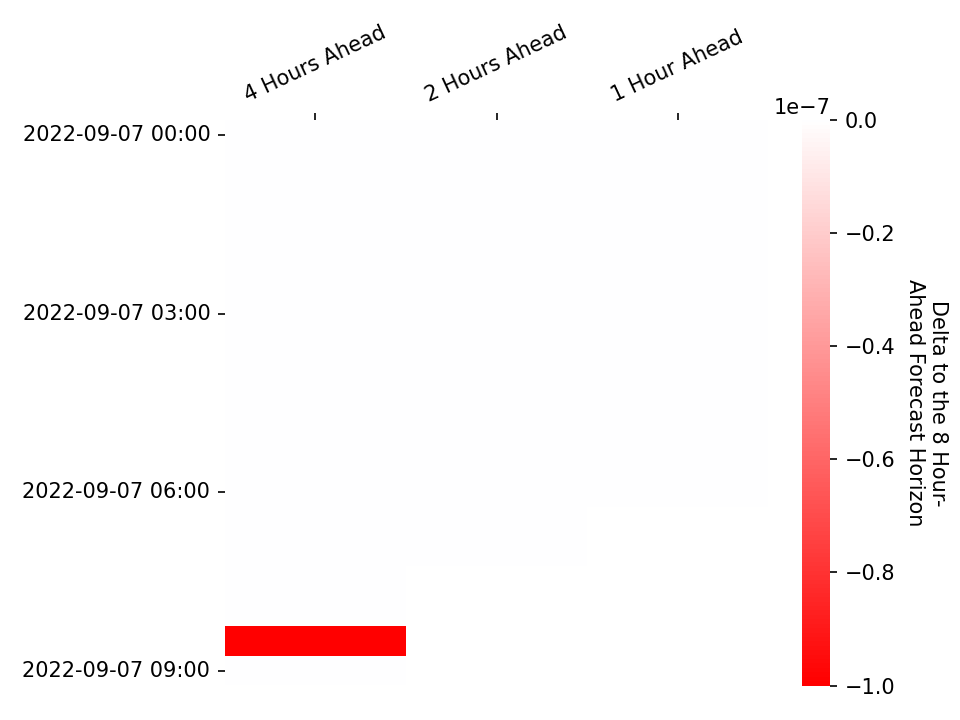 4 Hours Ahead
2 Hours Ahead
1 Hour Ahead
1e−7
2022-09-07 00:00
2022-09-07 03:00
2022-09-07 06:00
2022-09-07 09:00
0.0
−0.2
−0.4
−0.6
−0.8
−1.0
Delta to the 8 Hour-
Ahead Forecast Horizon